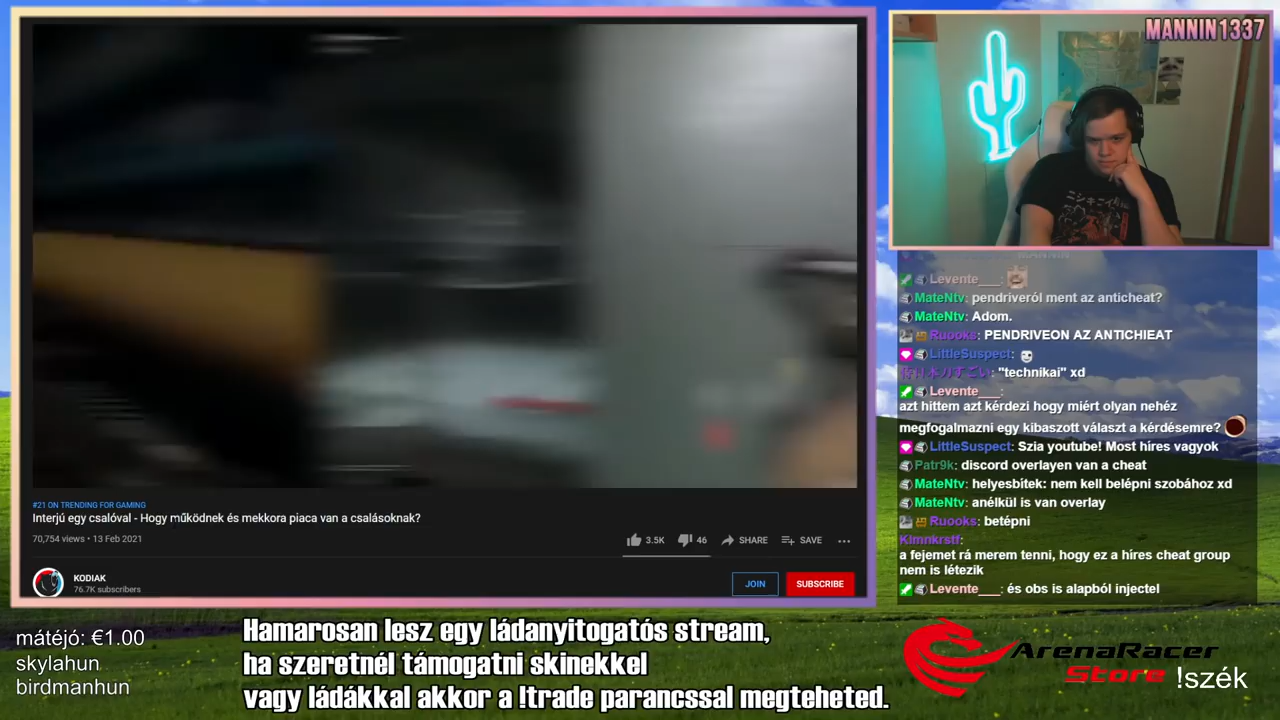 MANNIN1337
Levente___:
MateNtv: pendriveról ment az anticheat?
MateNtv: Adom.
Ruooks: PENDRIVEON AZ ANTICHIEAT
LittleSuspect:
: "technikai" xd
Levente___:
azt hittem azt kérdezi hogy miért olyan nehéz
megfogalmazni egy kibaszott választ a kérdésemre?
LittleSuspect: Szia youtube! Most híres vagyok
Patr9k: discord overlayen van a cheat
MateNtv: helyesbítek: nem kell belépni szobához xd
MateNtv: anélkül is van overlay
Ruooks: betépni
Klmnkrstf:
a fejemet rá merem tenni, hogy ez a híres cheat group
nem is létezik
Levente___: és obs is alapból injectel
#21 ON TRENDING FOR GAMING
Interjú egy csalóval - Hogy működnek és mekkora piaca van a csalásoknak?
70,754 views • 13 Feb 2021
3.5K 46 SHARE SAVE
KODIAK
76.7K subscribers
JOIN SUBSCRIBE
mátéjó: €1.00
skylahun
birdmanhun
Hamarosan lesz egy ládanyitogatós stream,
ha szeretnél támogatni skinekkel
vagy ládákkal akkor a !trade paranccsal megteheted.
ArenaRacer
Store !szék